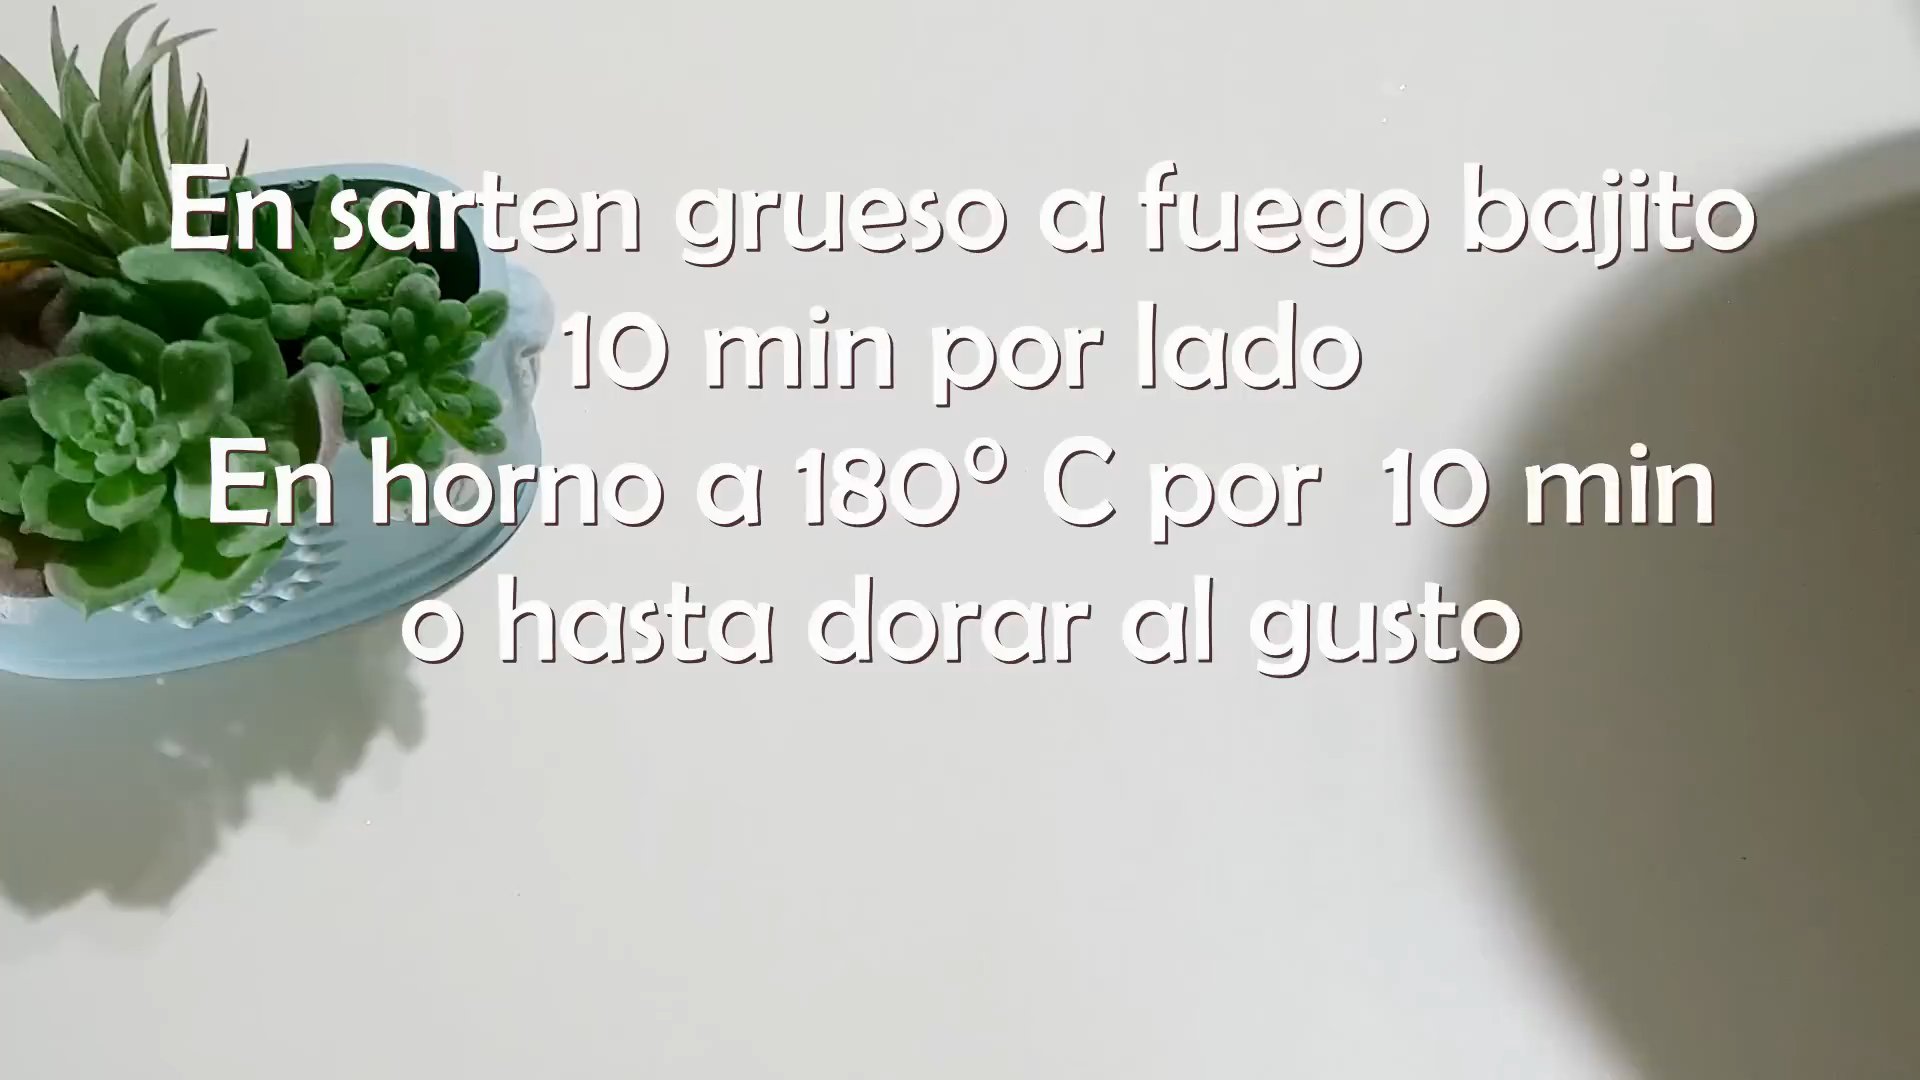 En sarten grueso a fuego bajito
10 min por lado
En horno a 180° C por 10 min
o hasta dorar al gusto